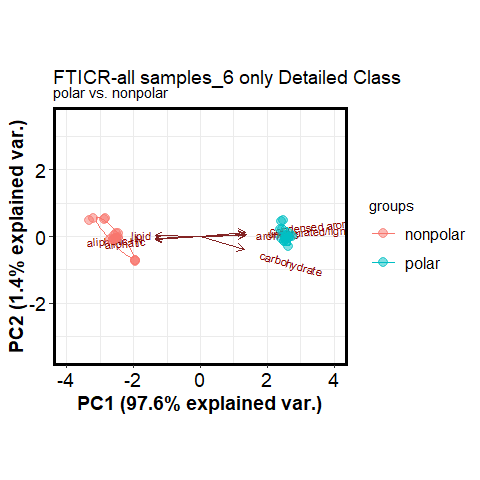 FTICR-all samples_6 only Detailed Class
polar vs. nonpolar
PC2 (1.4% explained var.)
2
0
-2
lipid
aliphatic
carbohydrate
-4
-2
0
2
4
PC1 (97.6% explained var.)
groups
nonpolar
polar